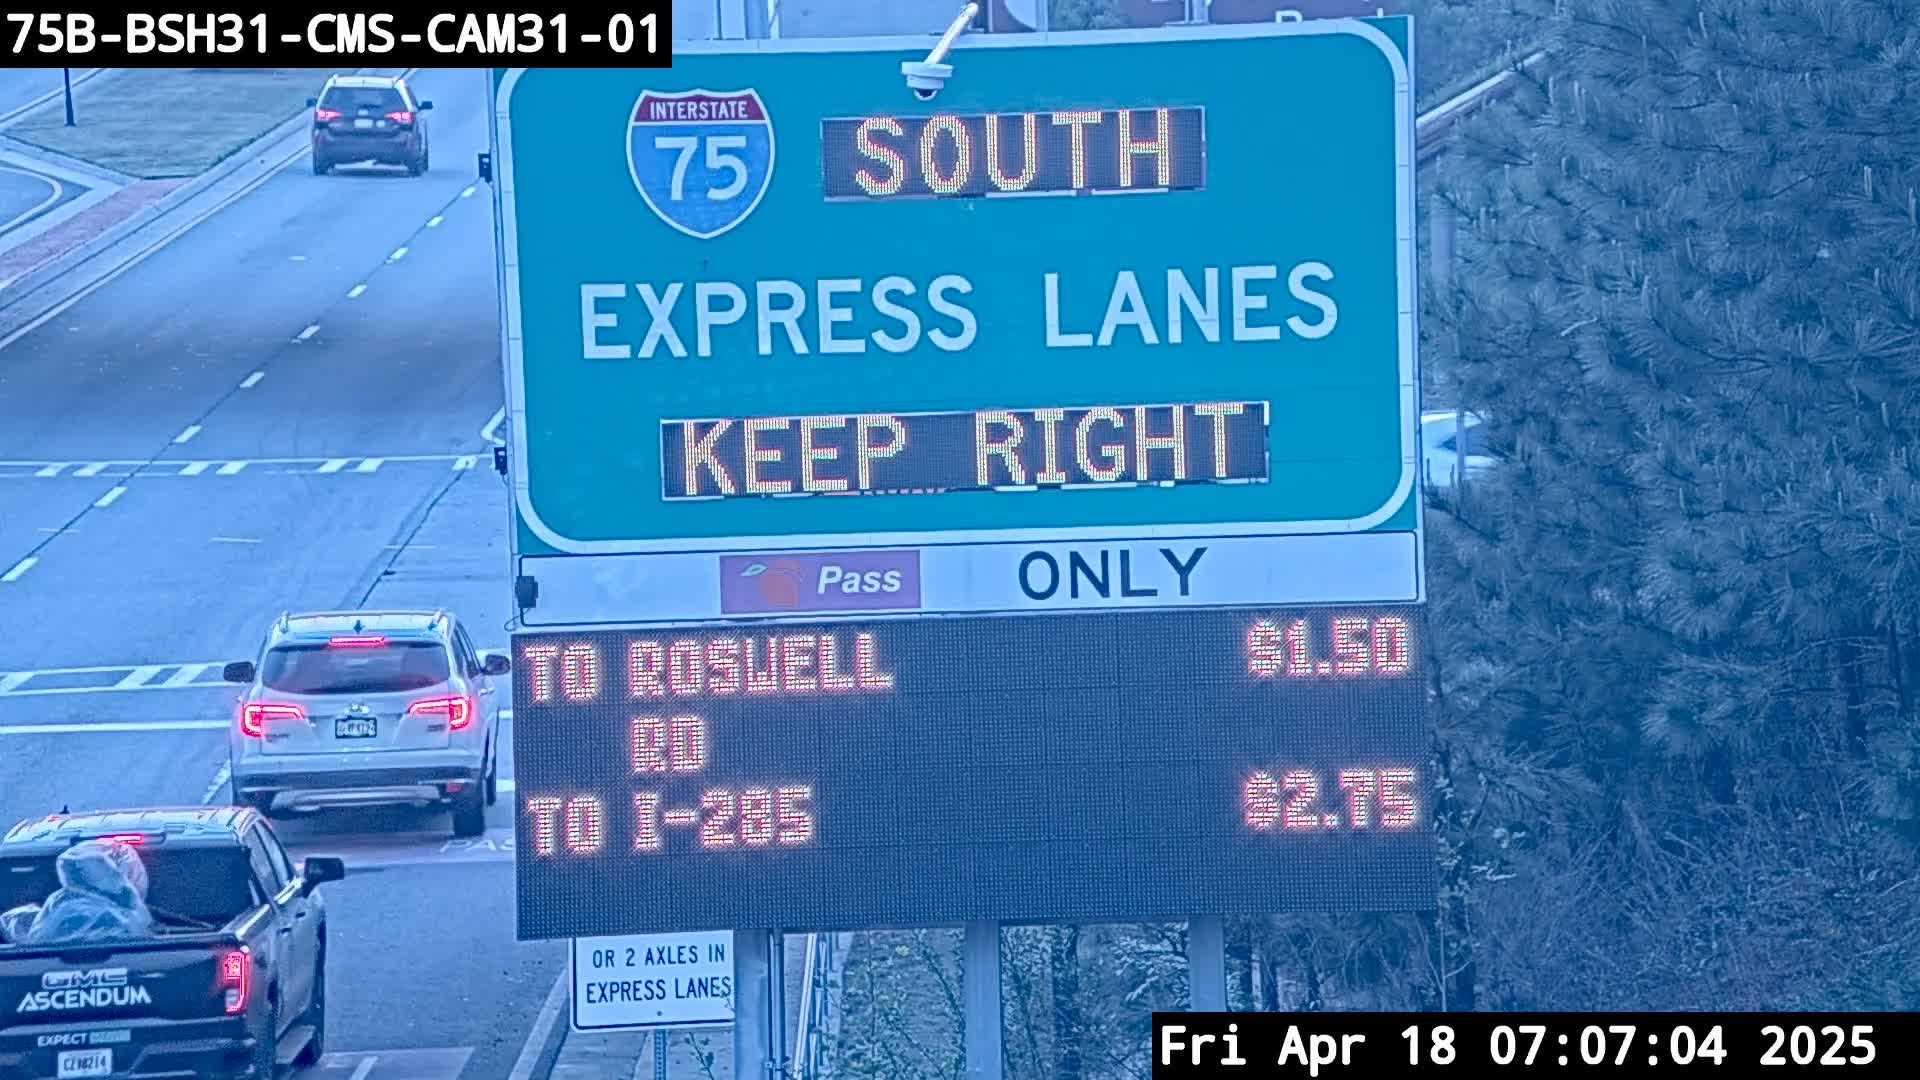 75B-BSH31-CMS-CAM31-01
INTERSTATE
75
SOUTH
EXPRESS LANES
KEEP RIGHT
Pass
ONLY
TO ROSWELL $1.50
RD
TO I-285 $2.75
OR 2 AXLES IN
EXPRESS LANES
GMC
ASCENDUM
EXPECT
Fri Apr 18 07:07:04 2025